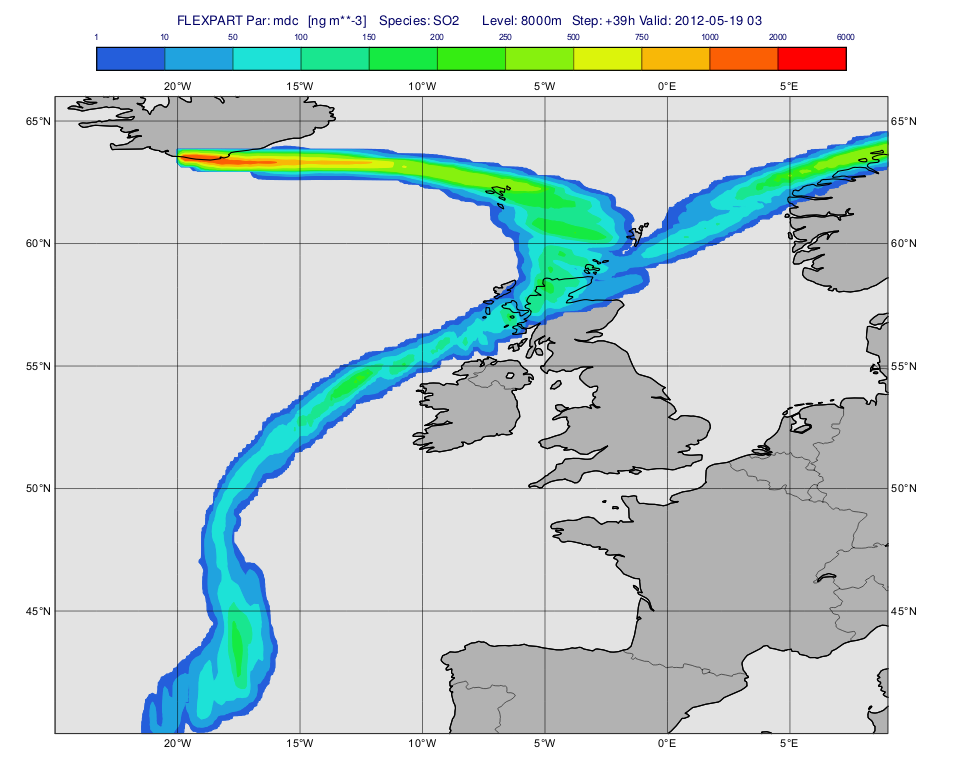 FLEXPART Par: mdc [ng m**-3] Species: SO2 Level: 8000m Step: +39h Valid: 2012-05-19 03
1 10 50 100 150 200 250 500 750 1000 2000 6000
20°W 15°W 10°W 5°W 0°E 5°E
65°N 65°N
60°N 60°N
55°N 55°N
50°N 50°N
45°N 45°N
20°W 15°W 10°W 5°W 0°E 5°E